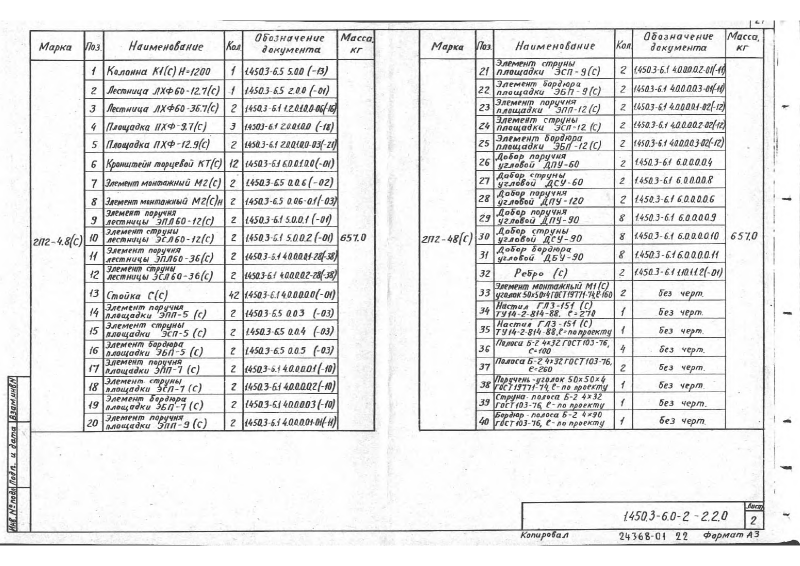 21
Марка Поз. Наименование Кол. Обозначение документа Масса, кг
2П2-4.8(С) 657.0
1 Колонна К1(С) Н=1200 1 1.450.3-6.5 5.0.0 (-13)
2 Лестница ЛХФ60-12.7(С) 1 1.450.3-6.5 2.0.0 (-01)
3 Лестница ЛХФ60-36.7(С) 2 1.450.3-6.1 1.2.0.1.0.0-06(-16)
4 Площадка ПХФ-9.7(С) 3 1.450.3-6.1 2.0.0.1.0.0 (-18)
5 Площадка ПХФ-12.9(С) 2 1.450.3-6.1 2.0.0.1.0.0-03(-21)
6 Кронштейн торцевой КТ(С) 12 1.450.3-6.1 6.0.0.1.0.0(-01)
7 Элемент монтажный М2(С) 2 1.450.3-6.5 0.0.6 (-02)
8 Элемент монтажный М2(С)н 2 1.450.3-6.5 0.0.6-01 (-03)
9 Элемент поручня лестницы ЭПЛ60-12(С) 2 1.450.3-6.1 5.0.0.1 (-01)
10 Элемент струны лестницы ЭСЛ60-12(С) 2 1.450.3-6.1 5.0.0.2 (-01)
11 Элемент поручня лестницы ЭПЛ60-36(С) 2 1.450.3-6.1 4.0.0.0.1-28(-38)
12 Элемент струны лестницы ЭСЛ60-36(С) 2 1.450.3-6.1 4.0.0.0.2-28(-38)
13 Стойка С(С) 42 1.450.3-6.1 4.0.0.0.0 (-01)
14 Элемент поручня площадки ЭПП-5 (С) 2 1.450.3-6.5 0.0.3 (-03)
15 Элемент струны площадки ЭСП-5 (С) 2 1.450.3-6.5 0.0.4 (-03)
16 Элемент бордюра площадки ЭБП-5 (С) 2 1.450.3-6.5 0.0.5 (-03)
17 Элемент поручня площадки ЭПП-7 (С) 2 1.450.3-6.1 4.0.0.0.1 (-10)
18 Элемент струны площадки ЭСП-7 (С) 2 1.450.3-6.1 4.0.0.0.2 (-10)
19 Элемент бордюра площадки ЭБП-7 (С) 2 1.450.3-6.1 4.0.0.0.3 (-10)
20 Элемент поручня площадки ЭПП-9 (С) 2 1.450.3-6.1 4.0.0.0.1-01(-11)
Марка Поз. Наименование Кол. Обозначение документа Масса, кг
2П2-48(С) 657.0
21 Элемент струны площадки ЭСП-9(С) 2 1.450.3-6.1 4.0.0.0.2-01(-11)
22 Элемент бордюра площадки ЭБП-9(С) 2 1.450.3-6.1 4.0.0.0.3-01(-11)
23 Элемент поручня площадки ЭПП-12(С) 2 1.450.3-6.1 4.0.0.0.1-02(-12)
24 Элемент струны площадки ЭСП-12(С) 2 1.450.3-6.1 4.0.0.0.2-02(-12)
25 Элемент бордюра площадки ЭБП-12(С) 2 1.450.3-6.1 4.0.0.0.3-02(-12)
26 Добор поручня угловой ДПУ-60 2 1.450.3-6.1 6.0.0.0.4
27 Добор струны угловой ДСУ-60 2 1.450.3-6.1 6.0.0.0.8
28 Добор поручня угловой ДПУ-120 2 1.450.3-6.1 6.0.0.0.6
29 Добор поручня угловой ДПУ-90 8 1.450.3-6.1 6.0.0.0.9
30 Добор струны угловой ДСУ-90 8 1.450.3-6.1 6.0.0.0.10
31 Добор бордюра угловой ДБУ-90 8 1.450.3-6.1 6.0.0.0.11
32 Ребро (С) 2 1.450.3-6.1 1.1.0.1.1.2(-01)
33 Элемент монтажный М1(С) уголок 50х50х4 ГОСТ 19771-74, ℓ=160 2 без черт.
34 Настил ГЛЗ-151 (С) ТУ14-2-814-88, ℓ=270 1 без черт.
35 Настил ГЛЗ-151 (С) ТУ14-2-814-88, ℓ-по проекту 1 без черт.
36 Полоса Б-2 4×32 ГОСТ 103-76, ℓ=100 4 без черт.
37 Полоса Б-2 4×32 ГОСТ 103-76, ℓ=260 2 без черт.
38 Поручень-уголок 50×50×4 ГОСТ 19771-74, ℓ-по проекту 1 без черт.
39 Струна-полоса Б-2 4×32 ГОСТ 103-76, ℓ-по проекту 1 без черт.
40 Бордюр-полоса Б-2 4×90 ГОСТ 103-76, ℓ-по проекту 1 без черт.
Инв.№ подл. Подп. и дата Взам.инв.№
1.450.3-6.0-2-2.2.0
Лист
2
Копировал 24368-01 22 Формат А3